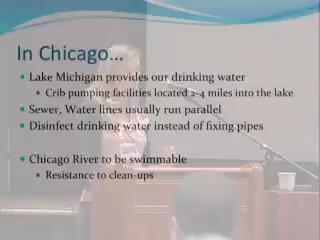 In Chicago…
Lake Michigan provides our drinking water
Crib pumping facilities located 2-4 miles into the lake
Sewer, Water lines usually run parallel
Disinfect drinking water instead of fixing pipes
Chicago River to be swimmable
Resistance to clean-ups